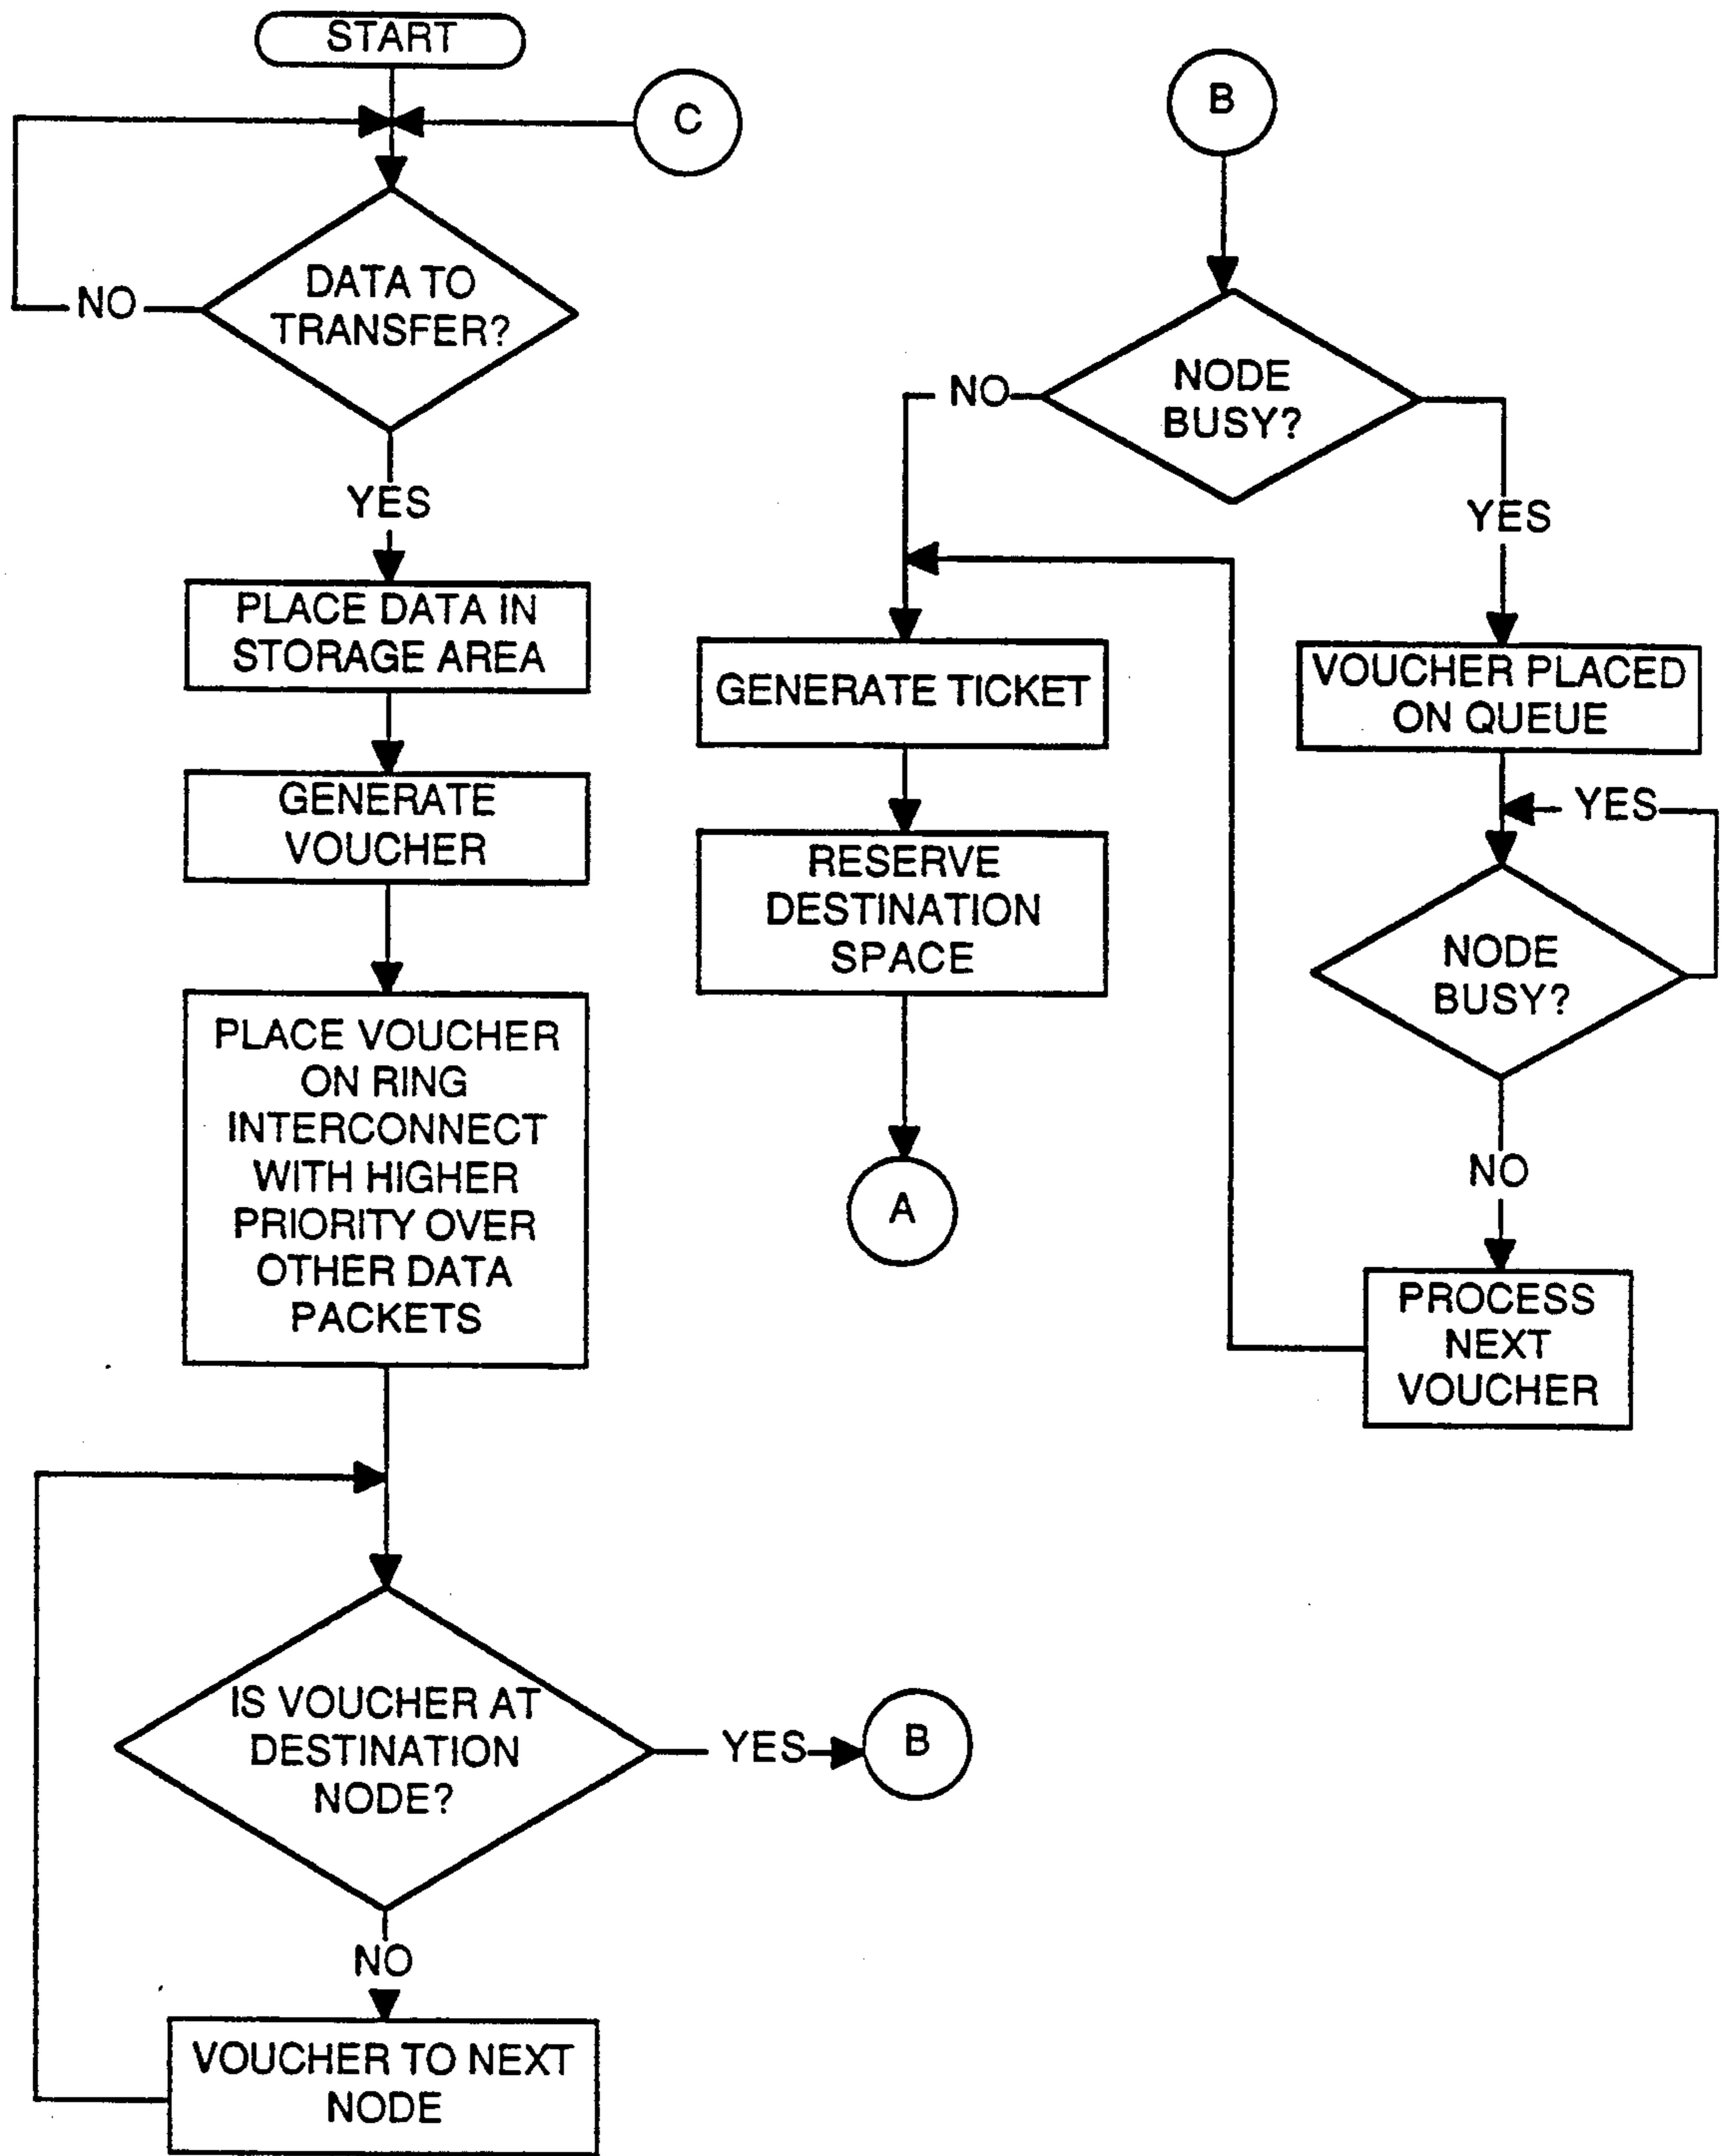 START
C
DATA TO
TRANSFER?
NO
YES
PLACE DATA IN
STORAGE AREA
GENERATE
VOUCHER
PLACE VOUCHER
ON RING
INTERCONNECT
WITH HIGHER
PRIORITY OVER
OTHER DATA
PACKETS
IS VOUCHER AT
DESTINATION
NODE?
YES
B
NO
VOUCHER TO NEXT
NODE
B
NODE
BUSY?
NO
YES
GENERATE TICKET
RESERVE
DESTINATION
SPACE
A
VOUCHER PLACED
ON QUEUE
YES
NODE
BUSY?
NO
PROCESS
NEXT
VOUCHER